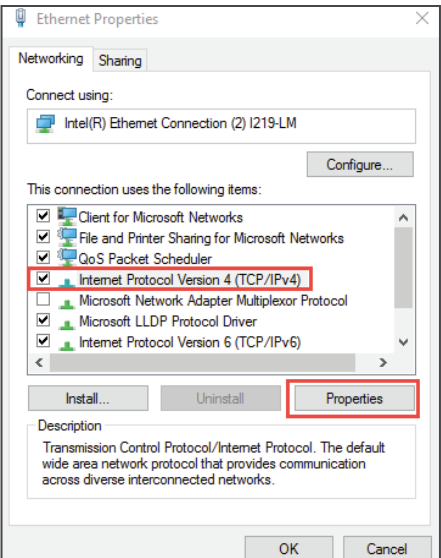 Ethernet Properties
Networking
Sharing
Connect using:
Intel(R) Ethernet Connection (2) I219-LM
Configure...
This connection uses the following items:
Client for Microsoft Networks
File and Printer Sharing for Microsoft Networks
QoS Packet Scheduler
Internet Protocol Version 4 (TCP/IPv4)
Microsoft Network Adapter Multiplexor Protocol
Microsoft LLDP Protocol Driver
Internet Protocol Version 6 (TCP/IPv6)
Install...
Uninstall
Properties
Description
Transmission Control Protocol/Internet Protocol. The default
wide area network protocol that provides communication
across diverse interconnected networks.
OK
Cancel